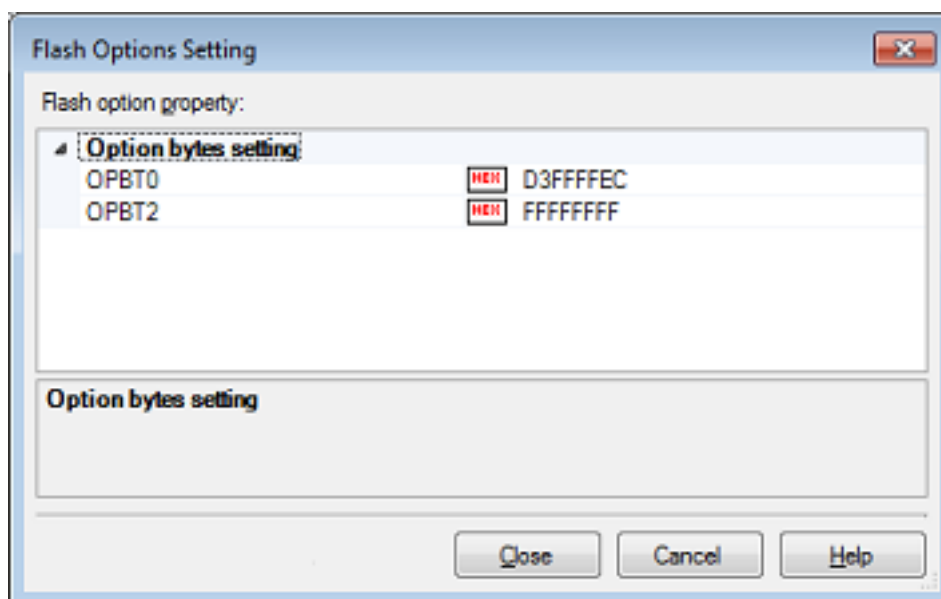 Flash Options Setting
Flash option property:
Option bytes setting
OPBT0 HEX D3FFFFEC
OPBT2 HEX FFFFFFFF
Option bytes setting
Close Cancel Help